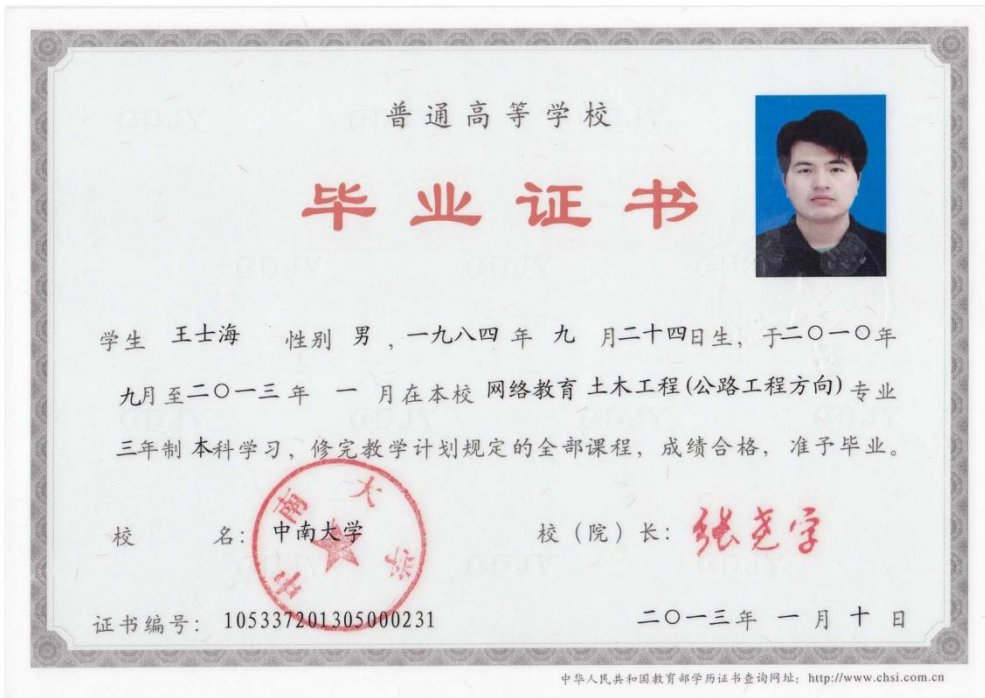 普通高等学校
毕业证书
学生 王士海 性别 男 ，一九八四 年 九 月二十四日生，于二〇一〇年
九月至二〇一三年 一 月在本校 网络教育 土木工程(公路工程方向) 专业
三年制 本科学习，修完教学计划规定的全部课程，成绩合格，准予毕业。
校 名：中南大学 校（院）长：张尧学
中南大学
证书编号：105337201305000231 二〇一三年 一 月 十 日
中华人民共和国教育部学历证书查询网址：http://www.chsi.com.cn